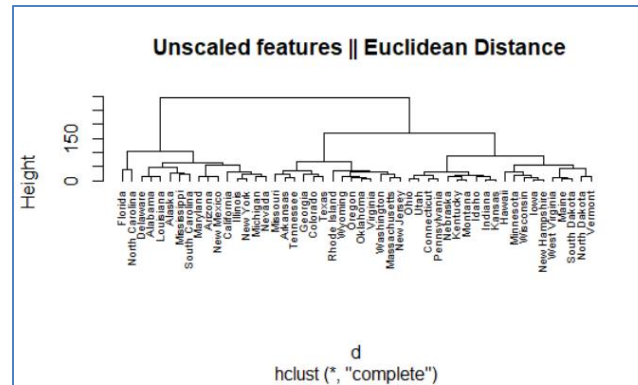 Unscaled features || Euclidean Distance
Height
150
0
Florida
North Carolina
Delaware
Alabama
Louisiana
Alaska
Mississippi
South Carolina
Maryland
Arizona
New Mexico
California
Illinois
New York
Michigan
Nevada
Missouri
Arkansas
Tennessee
Georgia
Colorado
Texas
Rhode Island
Wyoming
Oregon
Oklahoma
Virginia
Washington
Massachusetts
New Jersey
Ohio
Utah
Connecticut
Pennsylvania
Nebraska
Kentucky
Montana
Idaho
Indiana
Kansas
Hawaii
Minnesota
Wisconsin
Iowa
New Hampshire
West Virginia
Maine
South Dakota
North Dakota
Vermont
d
hclust (*, "complete")